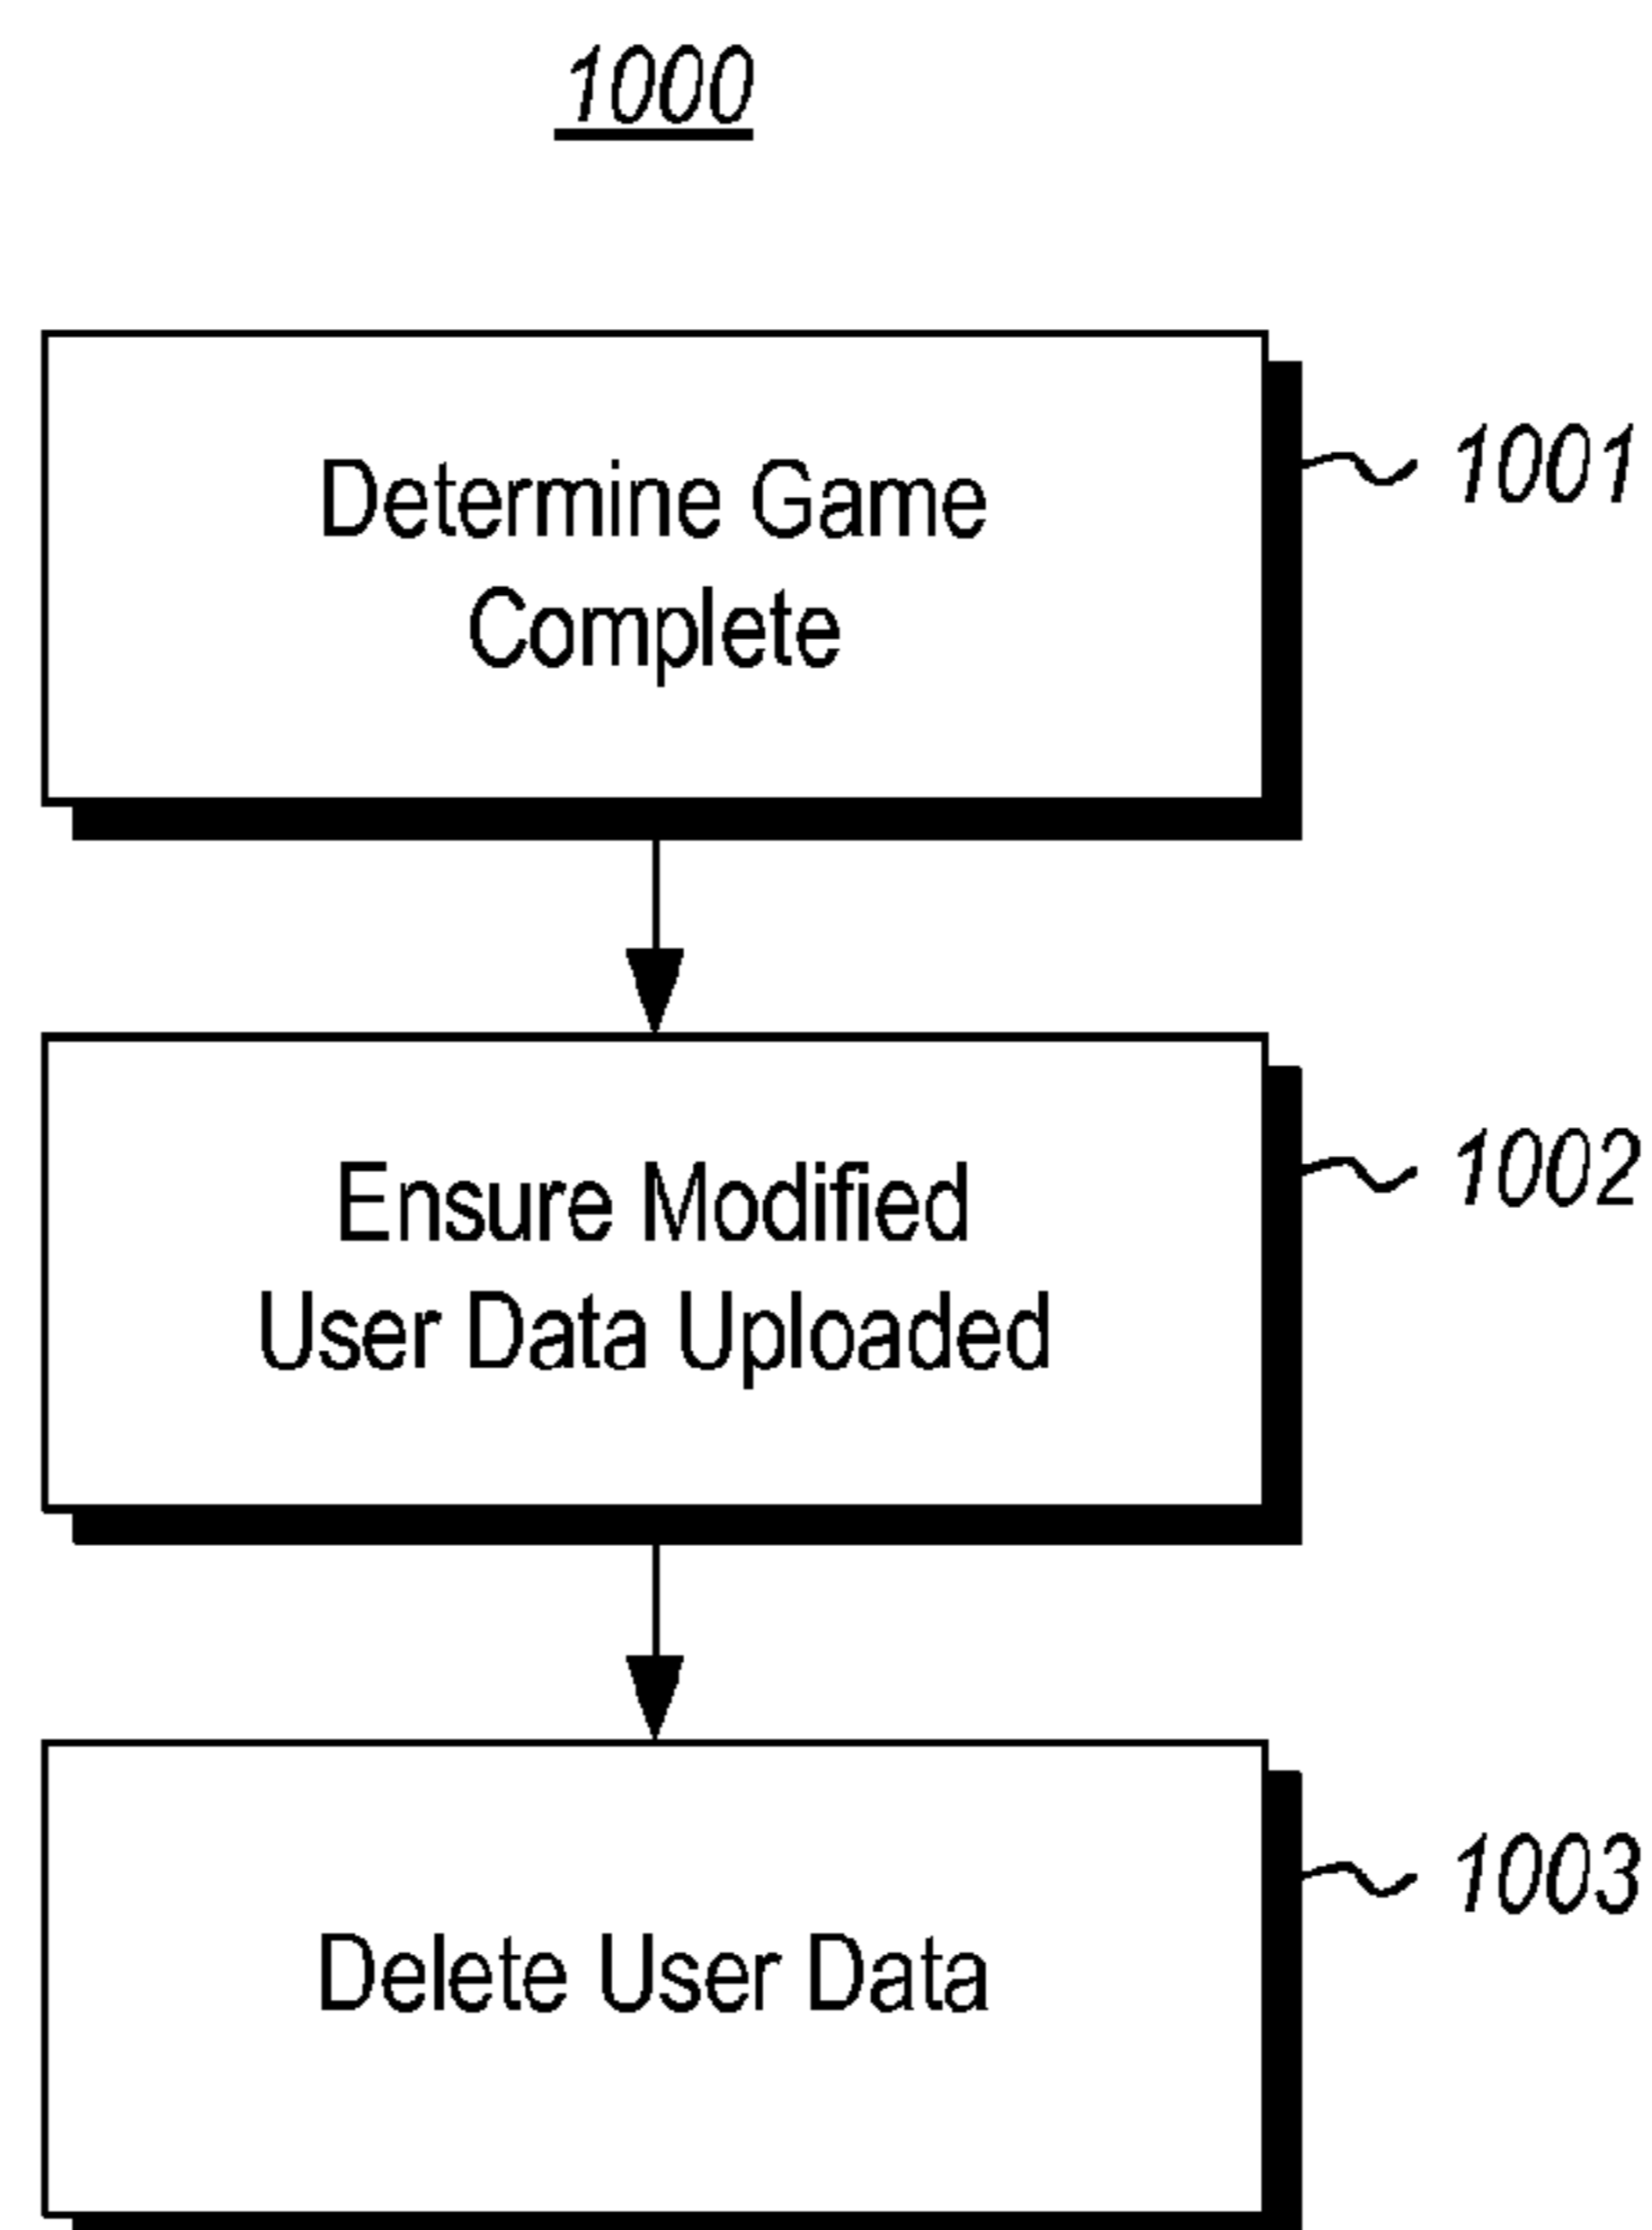 1000
Determine Game
Complete
1001
Ensure Modified
User Data Uploaded
1002
Delete User Data
1003